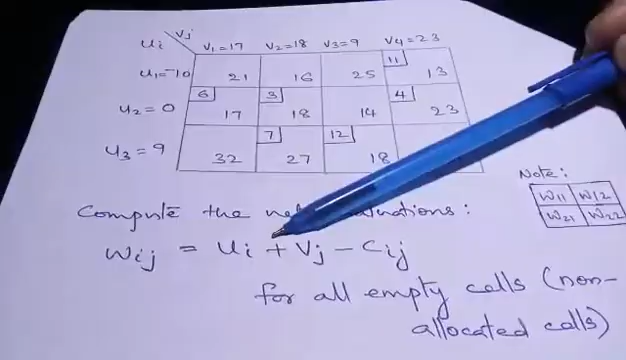 ui vj v1=17 v2=18 v3=9 v4=23
u1=-10 21 16 25 11 13
u2=0 6 17 3 18 14 4 23
u3=9 32 7 27 12 18
Note:
w11 w12
w21 w22
Compute the net :
wij = ui + vj - cij
for all empty cells (non-
allocated cells)